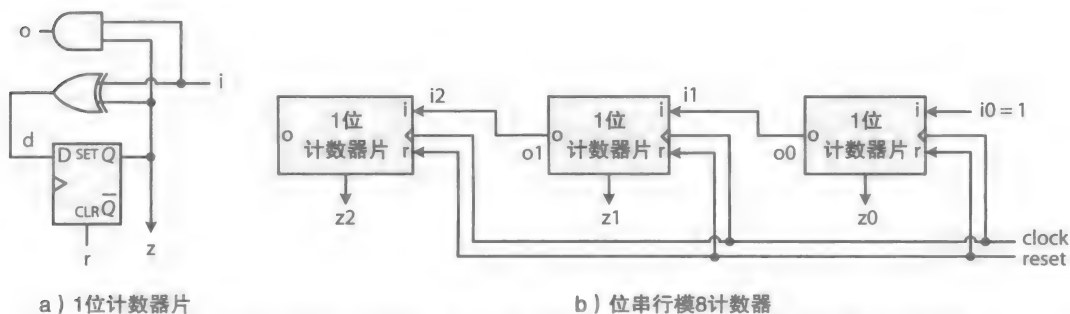 o
i
d
D SET Q
CLR Q̅
r
z
a）1位计数器片
i2
i1
i0 = 1
o
1位
计数器片
i
r
o1
o
1位
计数器片
i
r
o0
o
1位
计数器片
i
r
z2
z1
z0
clock
reset
b）位串行模8计数器